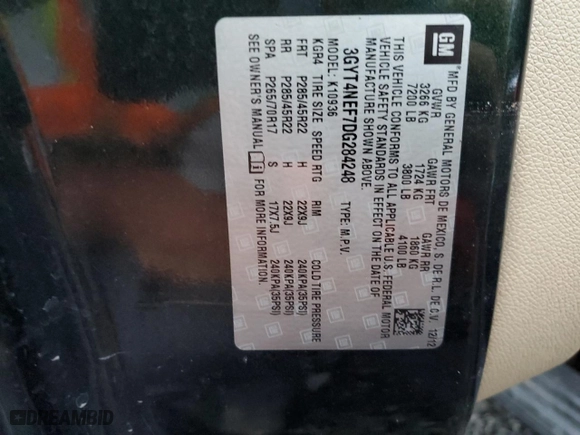 GM
MFD BY GENERAL MOTORS DE MEXICO, S. DE R.L. DE C.V. 12/12
GVWR GAWR FRT GAWR RR
3266 KG 1724 KG 1860 KG
7200 LB 3800 LB 4100 LB
THIS VEHICLE CONFORMS TO ALL APPLICABLE U.S. FEDERAL MOTOR
VEHICLE SAFETY STANDARDS IN EFFECT ON THE DATE OF
MANUFACTURE SHOWN ABOVE.
3GYT4NEF7DG284248 TYPE: M.P.V.
MODEL: K10936
KGR4 TIRE SIZE SPEED RTG RIM COLD TIRE PRESSURE
FRT P285/45R22 H 22X9J 240KPA(35PSI)
RR P285/45R22 H 22X9J 240KPA(35PSI)
SPA P265/70R17 S 17X7.5J 240KPA(35PSI)
SEE OWNER'S MANUAL FOR MORE INFORMATION.
DREAMBID